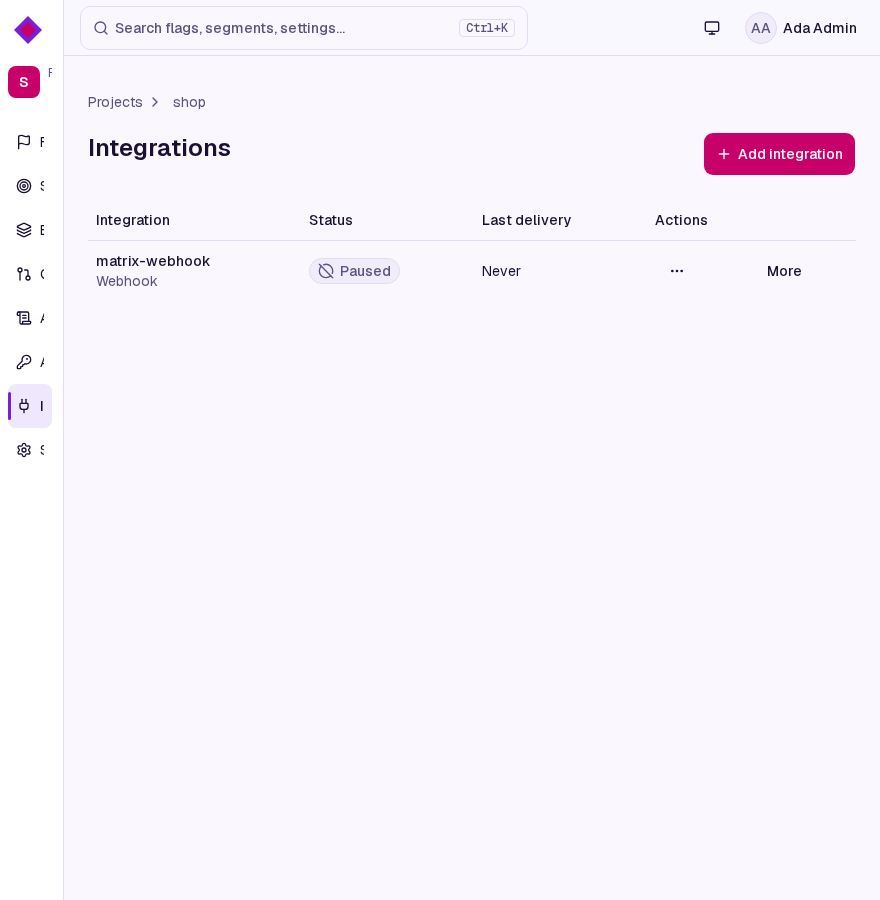 Search flags, segments, settings... Ctrl+K
AA Ada Admin
S
Projects > shop
Integrations
+ Add integration
Integration Status Last delivery Actions
matrix-webhook
Webhook
Paused
Never
... More